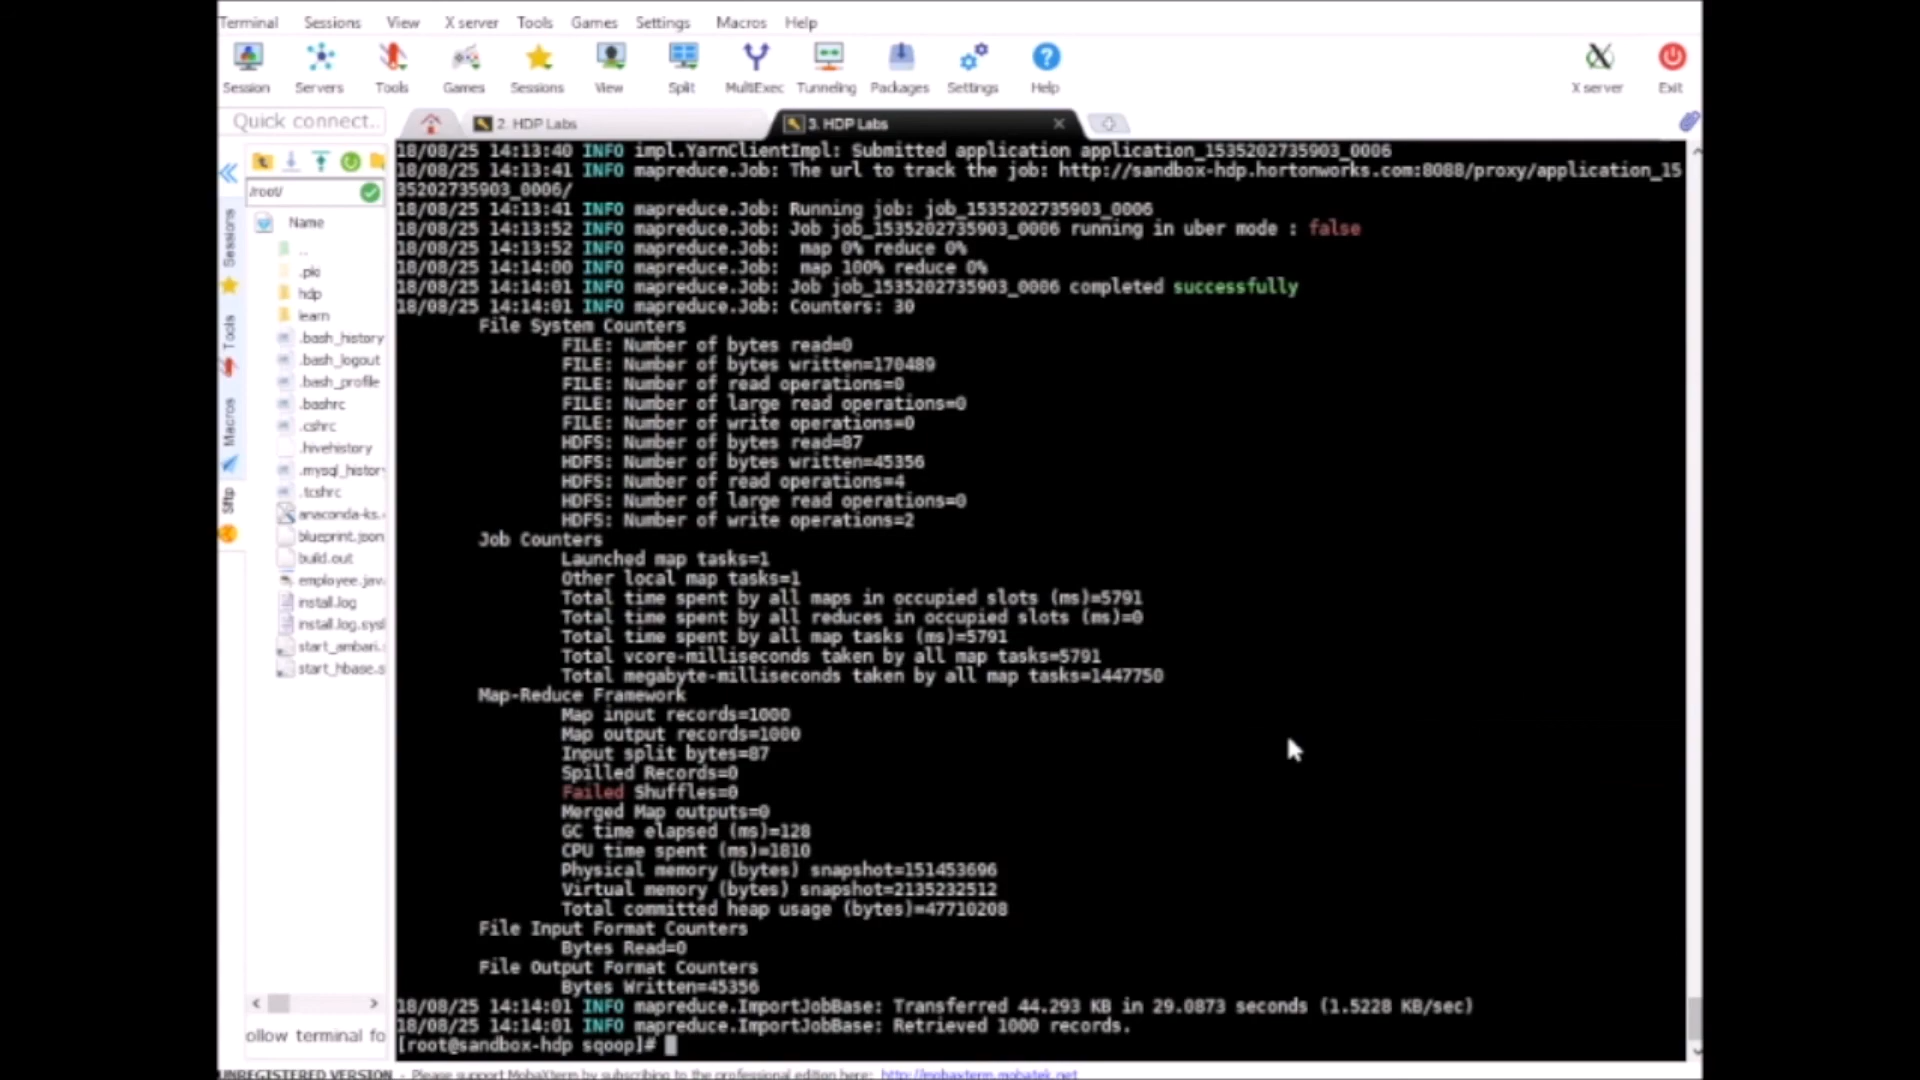 Terminal Sessions View X server Tools Games Settings Macros Help
Session Servers Tools Games Sessions View Split MultiExec Tunneling Packages Settings Help X server Exit
Quick connect...
2. HDP Labs
3. HDP Labs
/root/
Name
..
.pki
hdp
learn
.bash_history
.bash_logout
.bash_profile
.bashrc
.cshrc
.hivehistory
.mysql_history
.tcshrc
anaconda-ks.
blueprint.json
build.out
employee.jav
install.log
install.log.sysl
start_ambari.s
start_hbase.s
Sessions
Tools
Macros
Sftp
18/08/25 14:13:40 INFO impl.YarnClientImpl: Submitted application application_1535202735903_0006
18/08/25 14:13:41 INFO mapreduce.Job: The url to track the job: http://sandbox-hdp.hortonworks.com:8088/proxy/application_15
35202735903_0006/
18/08/25 14:13:41 INFO mapreduce.Job: Running job: job_1535202735903_0006
18/08/25 14:13:52 INFO mapreduce.Job: Job job_1535202735903_0006 running in uber mode : false
18/08/25 14:13:52 INFO mapreduce.Job:  map 0% reduce 0%
18/08/25 14:14:00 INFO mapreduce.Job:  map 100% reduce 0%
18/08/25 14:14:01 INFO mapreduce.Job: Job job_1535202735903_0006 completed successfully
18/08/25 14:14:01 INFO mapreduce.Job: Counters: 30
File System Counters
FILE: Number of bytes read=0
FILE: Number of bytes written=170489
FILE: Number of read operations=0
FILE: Number of large read operations=0
FILE: Number of write operations=0
HDFS: Number of bytes read=87
HDFS: Number of bytes written=45356
HDFS: Number of read operations=4
HDFS: Number of large read operations=0
HDFS: Number of write operations=2
Job Counters
Launched map tasks=1
Other local map tasks=1
Total time spent by all maps in occupied slots (ms)=5791
Total time spent by all reduces in occupied slots (ms)=0
Total time spent by all map tasks (ms)=5791
Total vcore-milliseconds taken by all map tasks=5791
Total megabyte-milliseconds taken by all map tasks=1447750
Map-Reduce Framework
Map input records=1000
Map output records=1000
Input split bytes=87
Spilled Records=0
Failed Shuffles=0
Merged Map outputs=0
GC time elapsed (ms)=128
CPU time spent (ms)=1810
Physical memory (bytes) snapshot=151453696
Virtual memory (bytes) snapshot=2135232512
Total committed heap usage (bytes)=47710208
File Input Format Counters
Bytes Read=0
File Output Format Counters
Bytes Written=45356
18/08/25 14:14:01 INFO mapreduce.ImportJobBase: Transferred 44.293 KB in 29.0873 seconds (1.5228 KB/sec)
18/08/25 14:14:01 INFO mapreduce.ImportJobBase: Retrieved 1000 records.
[root@sandbox-hdp sqoop]#
ollow terminal fo
UNREGISTERED VERSION - Please support MobaXterm by subscribing to the professional edition here: http://mobaxterm.mobatek.net